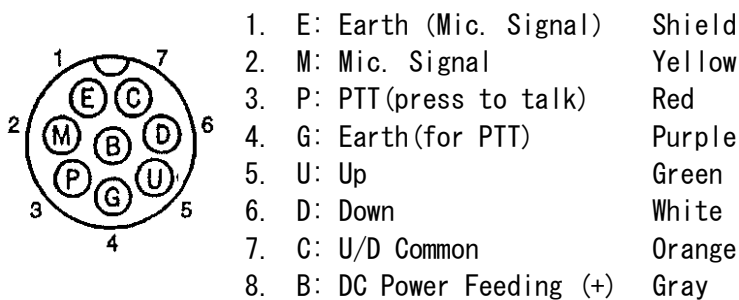 1 7
E C
2 M B D 6
P G U
3 5
4
1. E: Earth (Mic. Signal) Shield
2. M: Mic. Signal Yellow
3. P: PTT(press to talk) Red
4. G: Earth(for PTT) Purple
5. U: Up Green
6. D: Down White
7. C: U/D Common Orange
8. B: DC Power Feeding (+) Gray